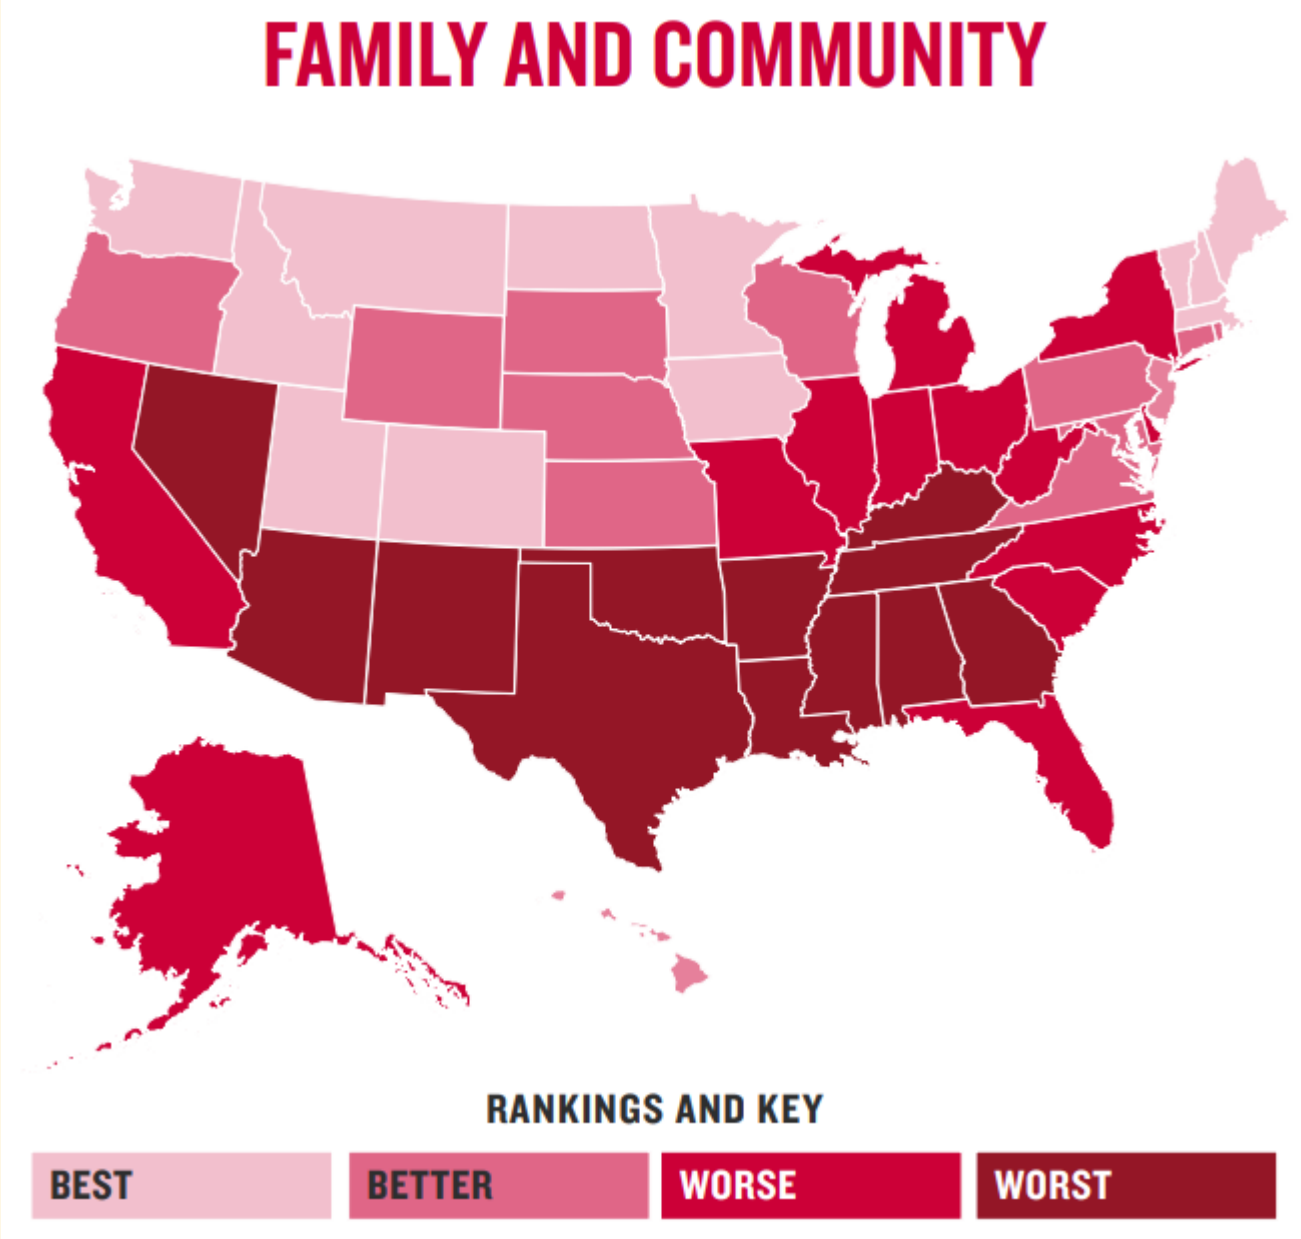 FAMILY AND COMMUNITY
RANKINGS AND KEY
BEST
BETTER
WORSE
WORST